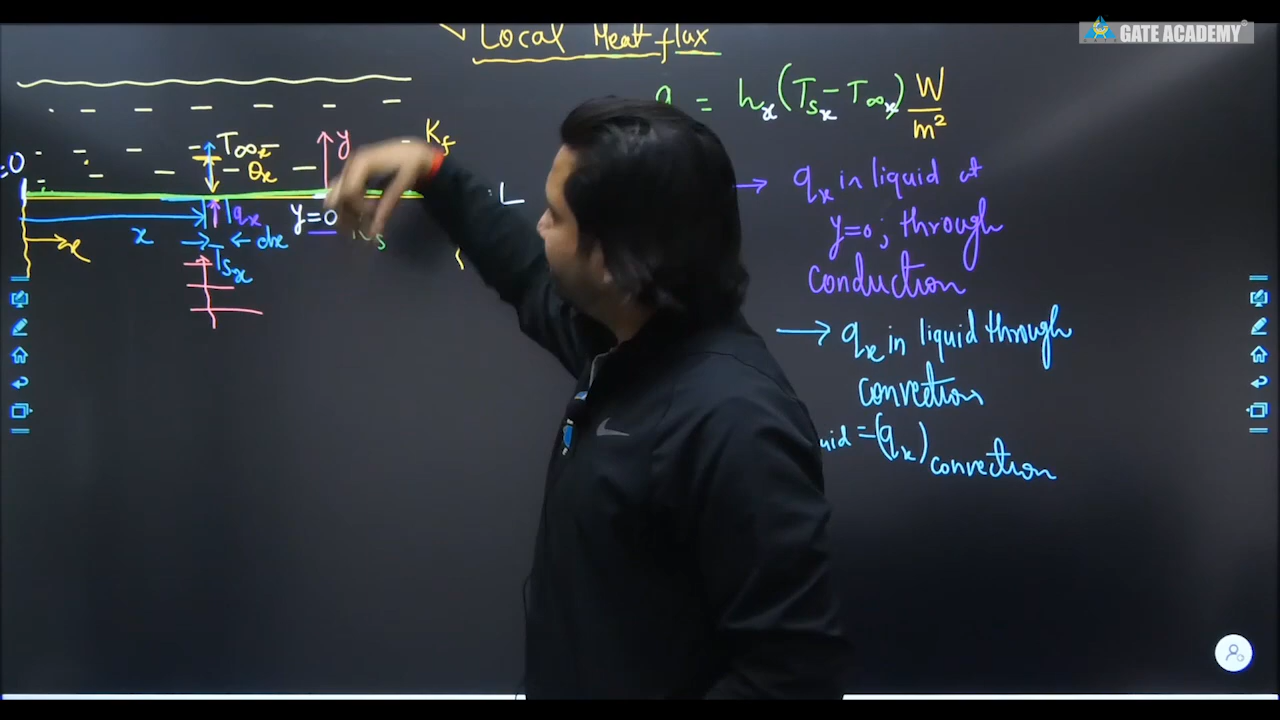 GATE ACADEMY
Local Heat flux
q = hx (Tsx - T∞x) W/m²
T∞x
θx
y
Kf
=0
L
→ qx in liquid at
y=0; through
conduction
qx
y=0
x
dx
x
Tsx
→ qx in liquid through
convection
uid = (qx) convection